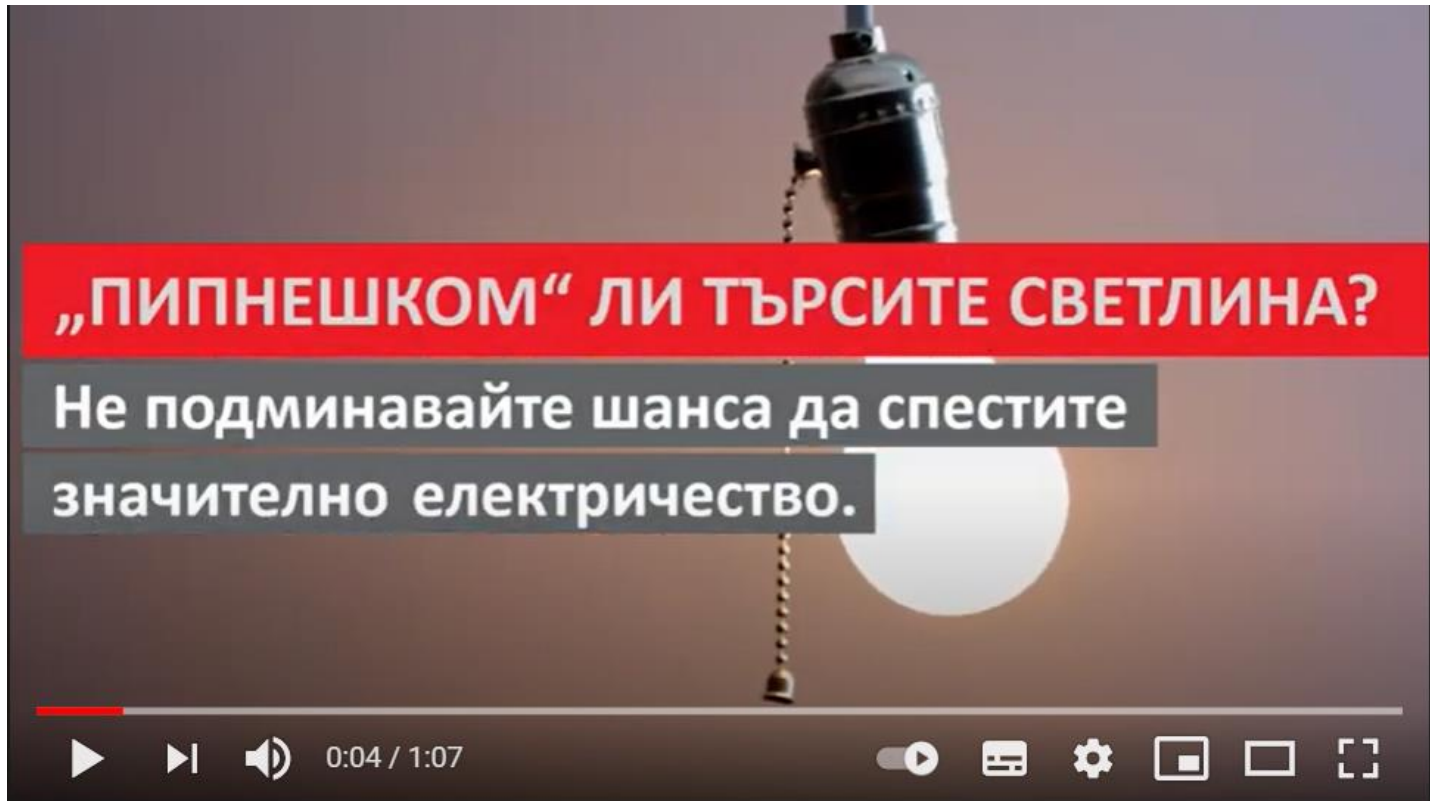 „ПИПНЕШКОМ“ ЛИ ТЪРСИТЕ СВЕТЛИНА?
Не подминавайте шанса да спестите
значително електричество.
0:04 / 1:07